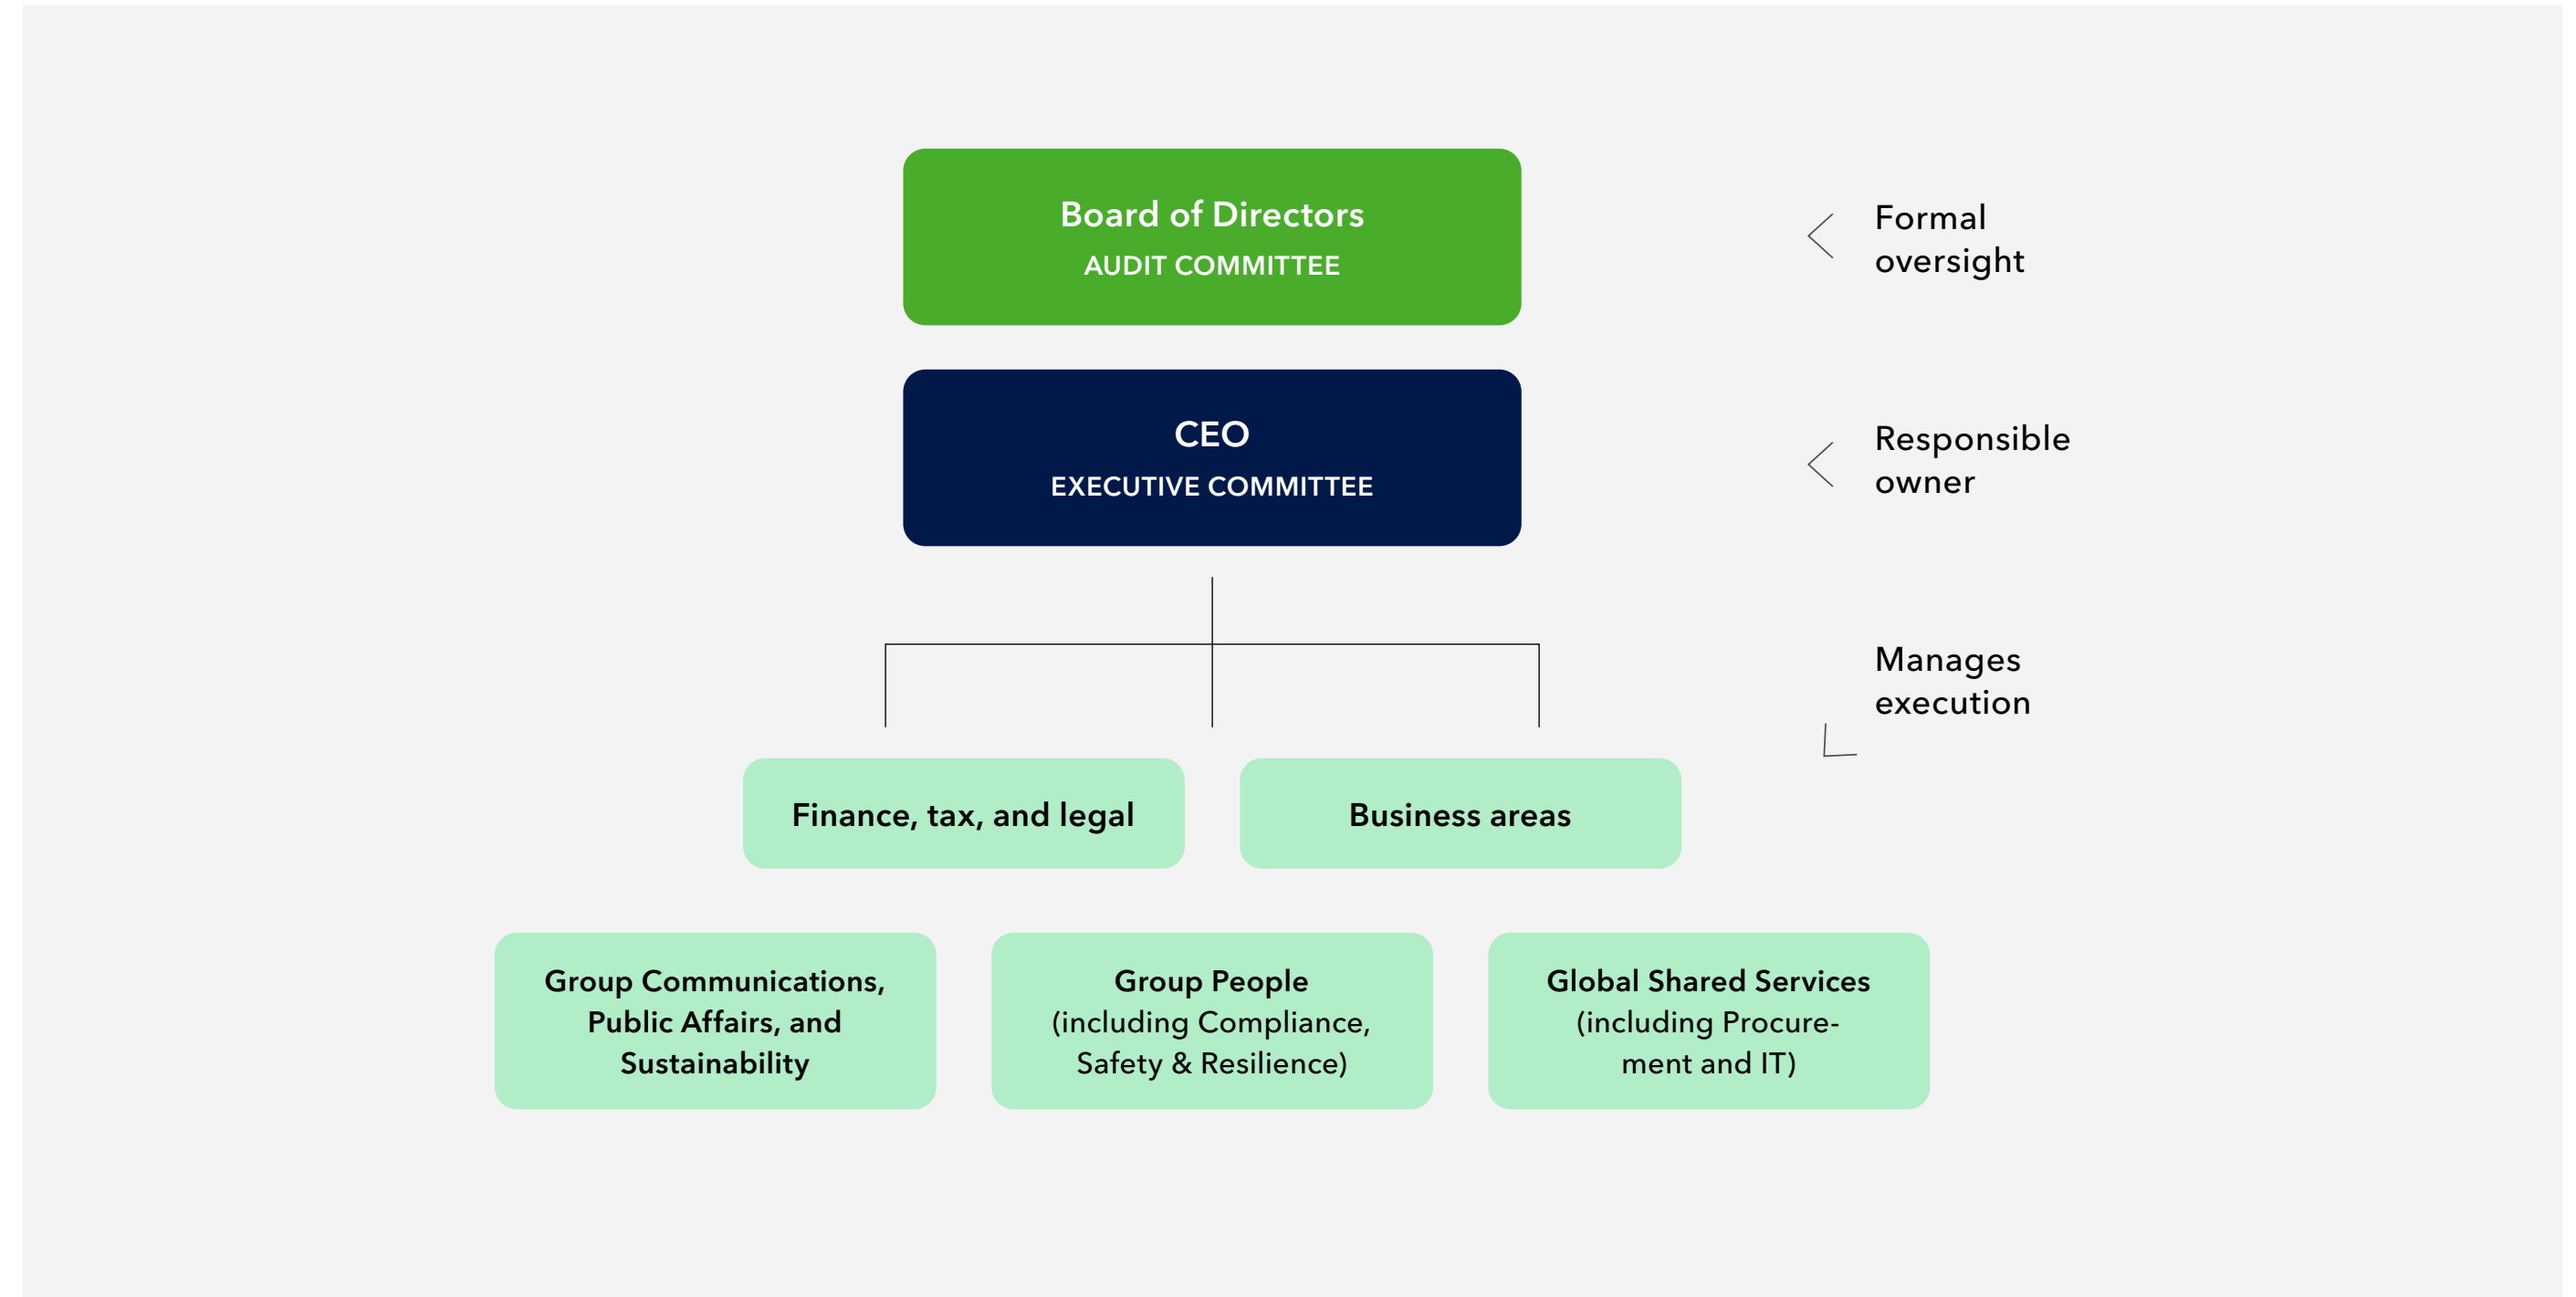 Board of Directors
AUDIT COMMITTEE
Formal
oversight
CEO
EXECUTIVE COMMITTEE
Responsible
owner
Manages
execution
Finance, tax, and legal
Business areas
Group Communications,
Public Affairs, and
Sustainability
Group People
(including Compliance,
Safety & Resilience)
Global Shared Services
(including Procure-
ment and IT)